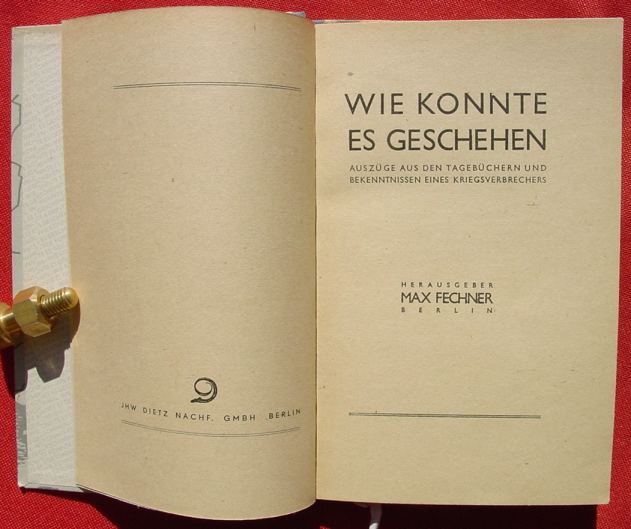 JHW DIETZ NACHF. GMBH BERLIN
WIE KONNTE
ES GESCHEHEN
AUSZÜGE AUS DEN TAGEBÜCHERN UND
BEKENNTNISSEN EINES KRIEGSVERBRECHERS
HERAUSGEBER
MAX FECHNER
BERLIN